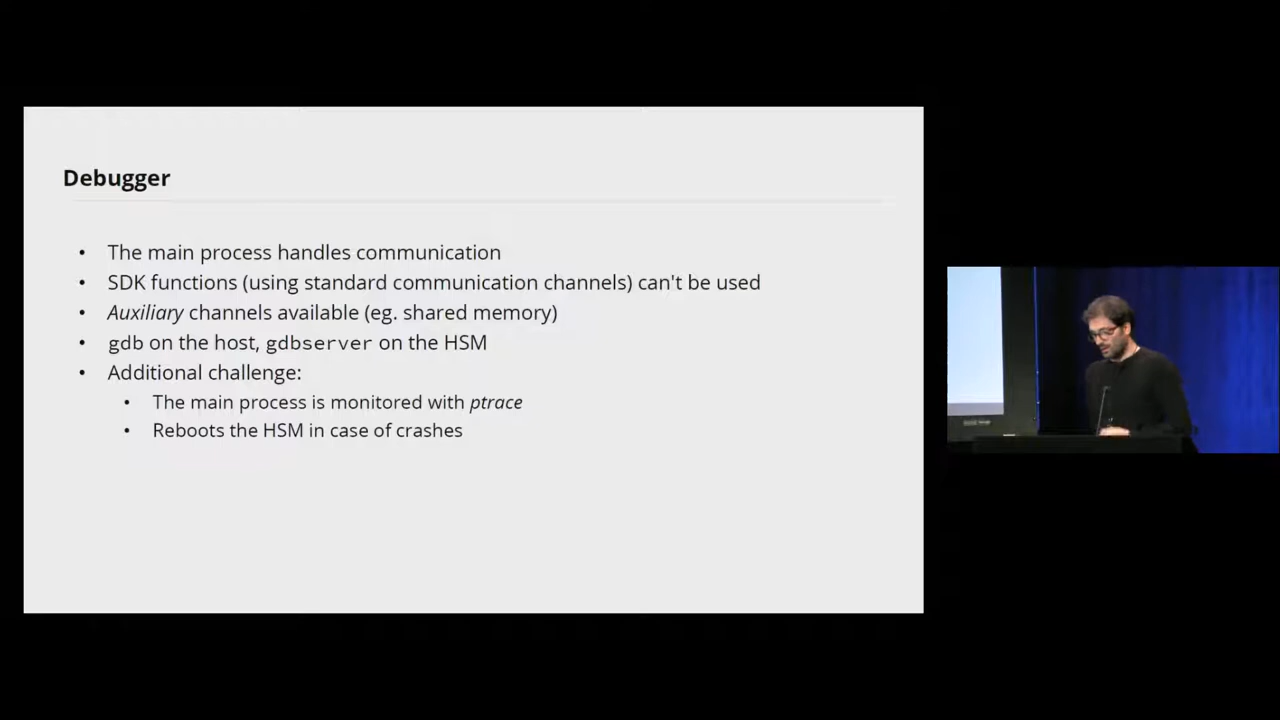 Debugger
• The main process handles communication
• SDK functions (using standard communication channels) can't be used
• Auxiliary channels available (eg. shared memory)
• gdb on the host, gdbserver on the HSM
• Additional challenge:
• The main process is monitored with ptrace
• Reboots the HSM in case of crashes